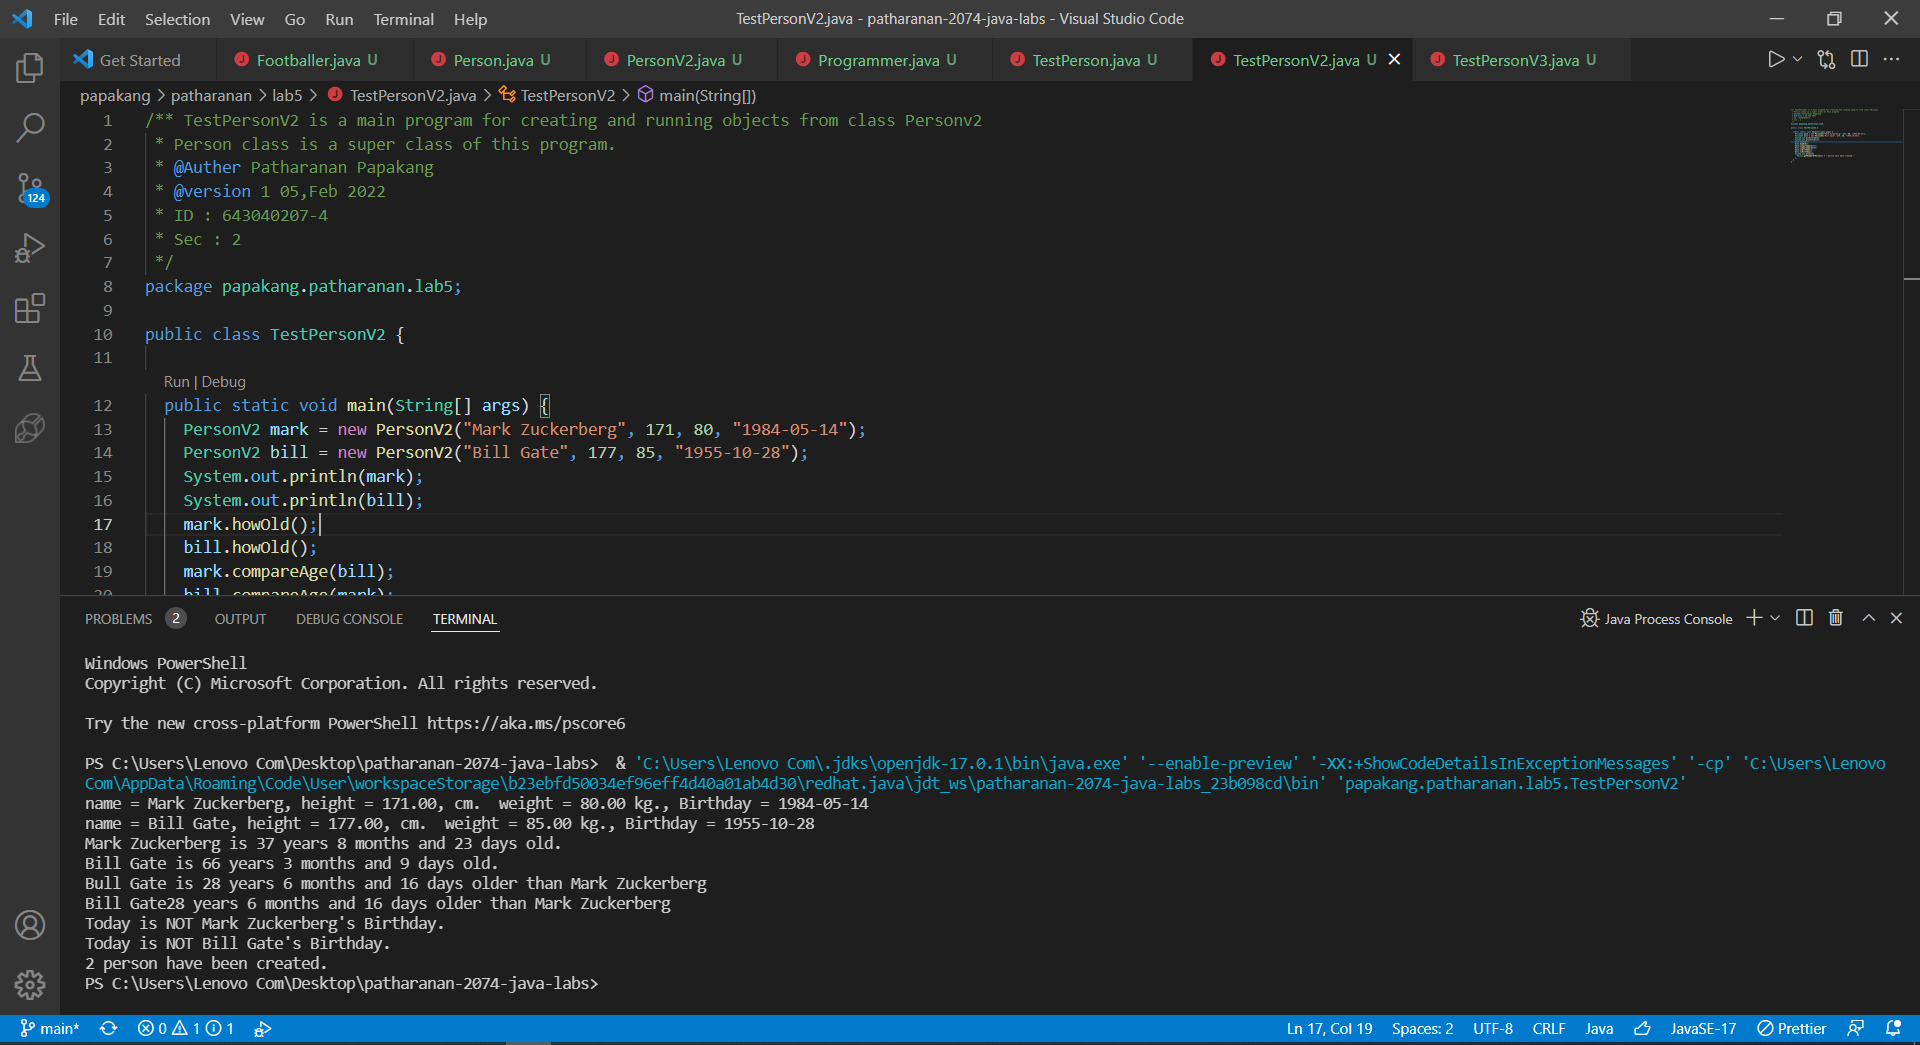 File Edit Selection View Go Run Terminal Help
TestPersonV2.java - patharanan-2074-java-labs - Visual Studio Code
Get Started
Footballer.java U
Person.java U
PersonV2.java U
Programmer.java U
TestPerson.java U
TestPersonV2.java U
TestPersonV3.java U
papakang > patharanan > lab5 > TestPersonV2.java > TestPersonV2 > main(String[])
1 /** TestPersonV2 is a main program for creating and running objects from class Personv2
2 * Person class is a super class of this program.
3 * @Auther Patharanan Papakang
4 * @version 1 05,Feb 2022
5 * ID : 643040207-4
6 * Sec : 2
7 */
8 package papakang.patharanan.lab5;
9
10 public class TestPersonV2 {
11
Run | Debug
12 public static void main(String[] args) {
13 PersonV2 mark = new PersonV2("Mark Zuckerberg", 171, 80, "1984-05-14");
14 PersonV2 bill = new PersonV2("Bill Gate", 177, 85, "1955-10-28");
15 System.out.println(mark);
16 System.out.println(bill);
17 mark.howOld();
18 bill.howOld();
19 mark.compareAge(bill);
20 bill.compareAge(mark);
124
PROBLEMS 2 OUTPUT DEBUG CONSOLE TERMINAL
Java Process Console
Windows PowerShell
Copyright (C) Microsoft Corporation. All rights reserved.
Try the new cross-platform PowerShell https://aka.ms/pscore6
PS C:\Users\Lenovo Com\Desktop\patharanan-2074-java-labs> & 'C:\Users\Lenovo Com\.jdks\openjdk-17.0.1\bin\java.exe' '--enable-preview' '-XX:+ShowCodeDetailsInExceptionMessages' '-cp' 'C:\Users\Lenovo
Com\AppData\Roaming\Code\User\workspaceStorage\b23ebfd50034ef96eff4d40a01ab4d30\redhat.java\jdt_ws\patharanan-2074-java-labs_23b098cd\bin' 'papakang.patharanan.lab5.TestPersonV2'
name = Mark Zuckerberg, height = 171.00, cm. weight = 80.00 kg., Birthday = 1984-05-14
name = Bill Gate, height = 177.00, cm. weight = 85.00 kg., Birthday = 1955-10-28
Mark Zuckerberg is 37 years 8 months and 23 days old.
Bill Gate is 66 years 3 months and 9 days old.
Bull Gate is 28 years 6 months and 16 days older than Mark Zuckerberg
Bill Gate28 years 6 months and 16 days older than Mark Zuckerberg
Today is NOT Mark Zuckerberg's Birthday.
Today is NOT Bill Gate's Birthday.
2 person have been created.
PS C:\Users\Lenovo Com\Desktop\patharanan-2074-java-labs>
main* 0 1 1 Ln 17, Col 19 Spaces: 2 UTF-8 CRLF Java JavaSE-17 Prettier